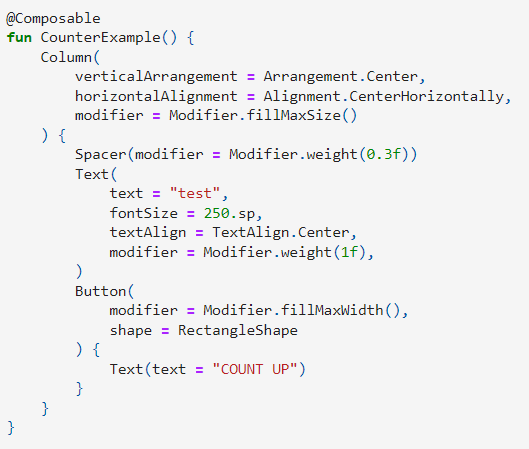 @Composable
fun CounterExample() {
    Column(
        verticalArrangement = Arrangement.Center,
        horizontalAlignment = Alignment.CenterHorizontally,
        modifier = Modifier.fillMaxSize()
    ) {
        Spacer(modifier = Modifier.weight(0.3f))
        Text(
            text = "test",
            fontSize = 250.sp,
            textAlign = TextAlign.Center,
            modifier = Modifier.weight(1f),
        )
        Button(
            modifier = Modifier.fillMaxWidth(),
            shape = RectangleShape
        ) {
            Text(text = "COUNT UP")
        }
    }
}